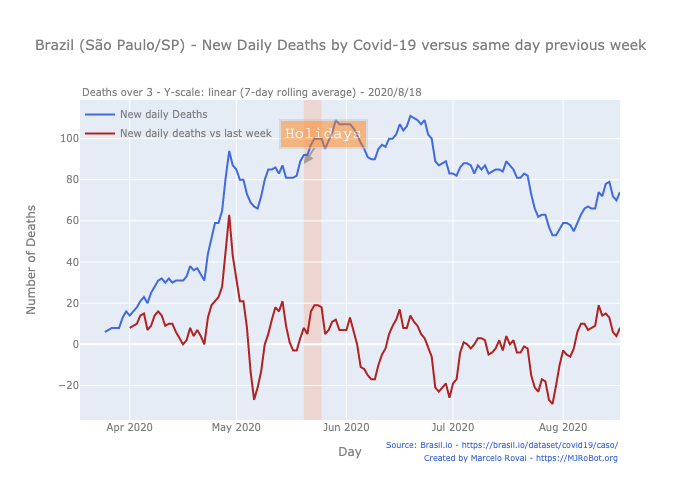 Brazil (São Paulo/SP) - New Daily Deaths by Covid-19 versus same day previous week
Deaths over 3 - Y-scale: linear (7-day rolling average) - 2020/8/18
New daily Deaths
New daily deaths vs last week
Holidays
Number of Deaths
100
80
60
40
20
0
−20
Apr 2020
May 2020
Jun 2020
Jul 2020
Aug 2020
Day
Source: Brasil.io - https://brasil.io/dataset/covid19/caso/
Created by Marcelo Rovai - https://MJRoBot.org